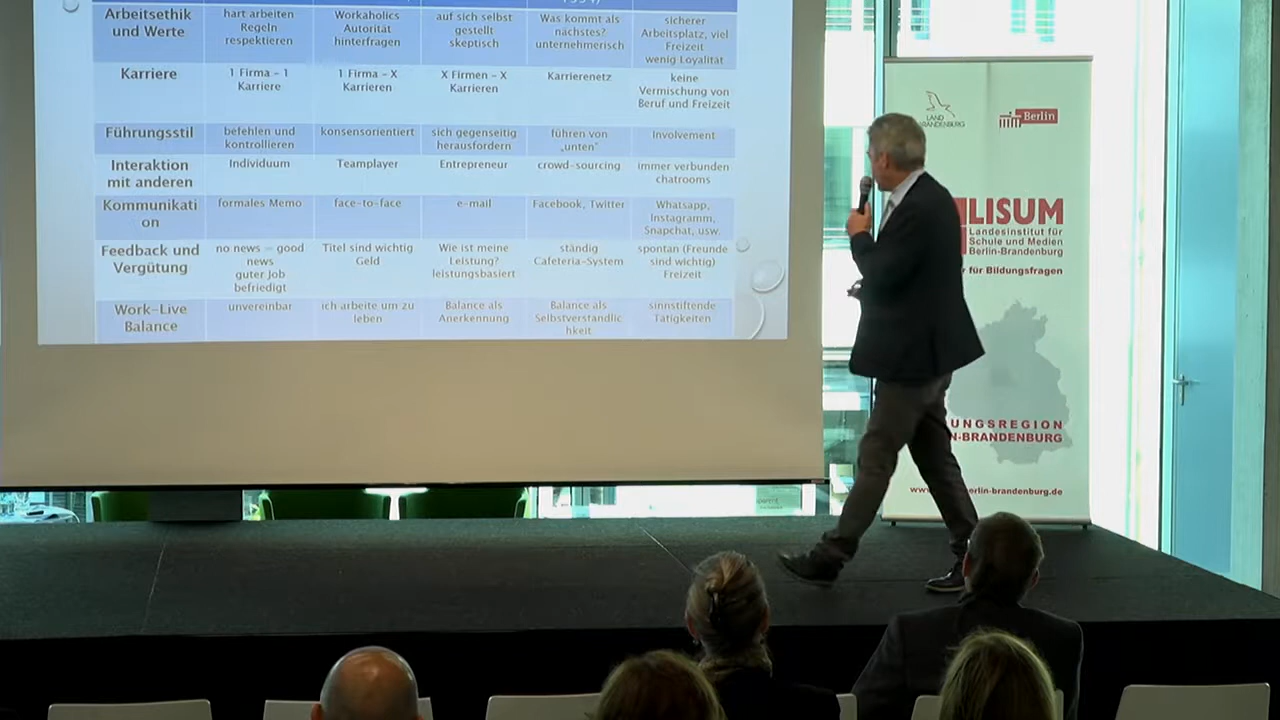 Arbeitsethik und Werte
hart arbeiten
Regeln
respektieren
Workaholics
Autorität
hinterfragen
auf sich selbst
gestellt
skeptisch
Was kommt als
nächstes?
unternehmerisch
sicherer
Arbeitsplatz, viel
Freizeit
wenig Loyalität
Karriere
1 Firma – 1
Karriere
1 Firma – X
Karrieren
X Firmen – X
Karrieren
Karrierenetz
keine
Vermischung von
Beruf und Freizeit
Führungsstil
befehlen und
kontrollieren
konsensorientiert
sich gegenseitig
herausfordern
führen von
„unten“
Involvement
Interaktion
mit anderen
Individuum
Teamplayer
Entrepreneur
crowd-sourcing
immer verbunden
chatrooms
Kommunikati
on
formales Memo
face-to-face
e-mail
Facebook, Twitter
Whatsapp,
Instagramm,
Snapchat, usw.
Feedback und
Vergütung
no news – good
news
guter Job
befriedigt
Titel sind wichtig
Geld
Wie ist meine
Leistung?
leistungsbasiert
ständig
Cafeteria-System
spontan (Freunde
sind wichtig)
Freizeit
Work-Live
Balance
unvereinbar
ich arbeite um zu
leben
Balance als
Anerkennung
Balance als
Selbstverständlic
hkeit
sinnstiftende
Tätigkeiten
LAND
BRANDENBURG
Berlin
LISUM
Landesinstitut für
Schule und Medien
Berlin-Brandenburg
für Bildungsfragen
UNGSREGION
N-BRANDENBURG
berlin-brandenburg.de